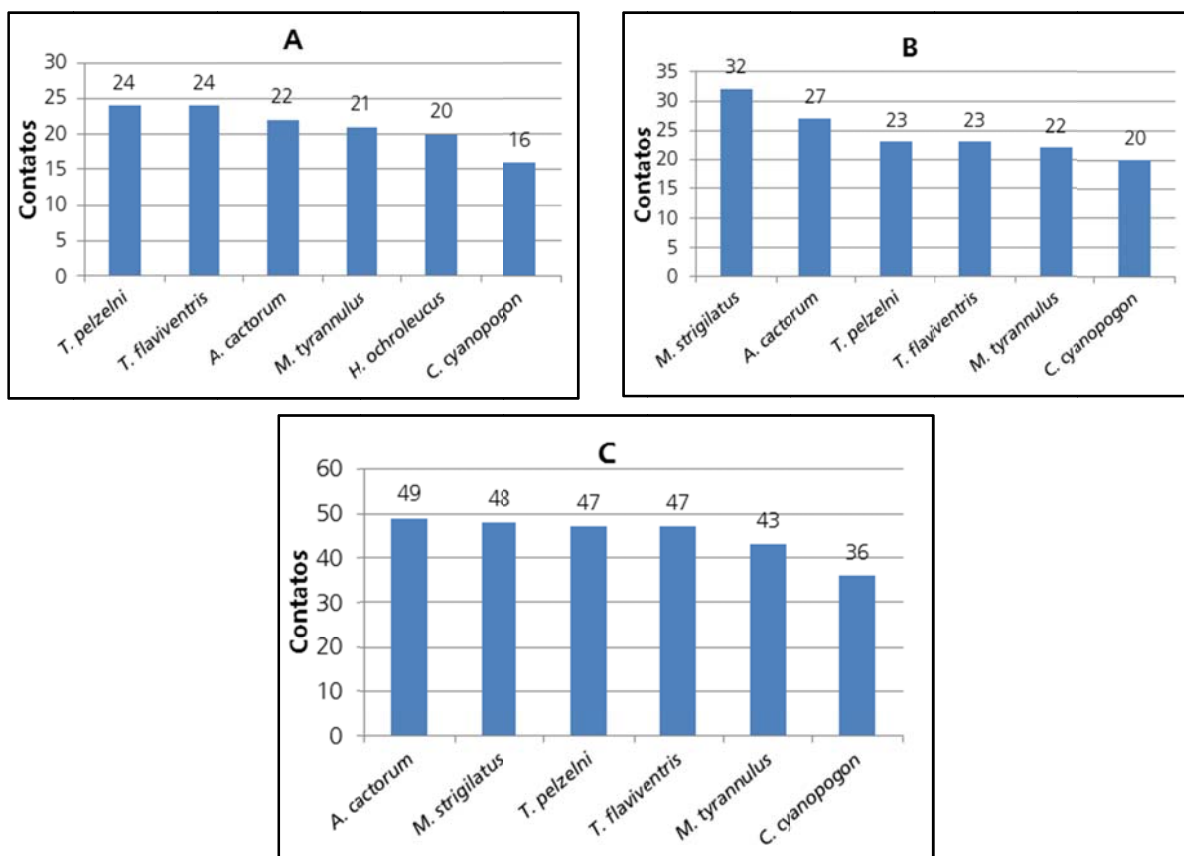 A
Contatos
30
25
20
15
10
5
0
24
24
22
21
20
16
T. pelzelni
T. flaviventris
A. cactorum
M. tyrannulus
H. ochroleucus
C. cyanopogon
B
Contatos
35
30
25
20
15
10
5
0
32
27
23
23
22
20
M. strigilatus
A. cactorum
T. pelzelni
T. flaviventris
M. tyrannulus
C. cyanopogon
C
Contatos
60
50
40
30
20
10
0
49
48
47
47
43
36
A. cactorum
M. strigilatus
T. pelzelni
T. flaviventris
M. tyrannulus
C. cyanopogon